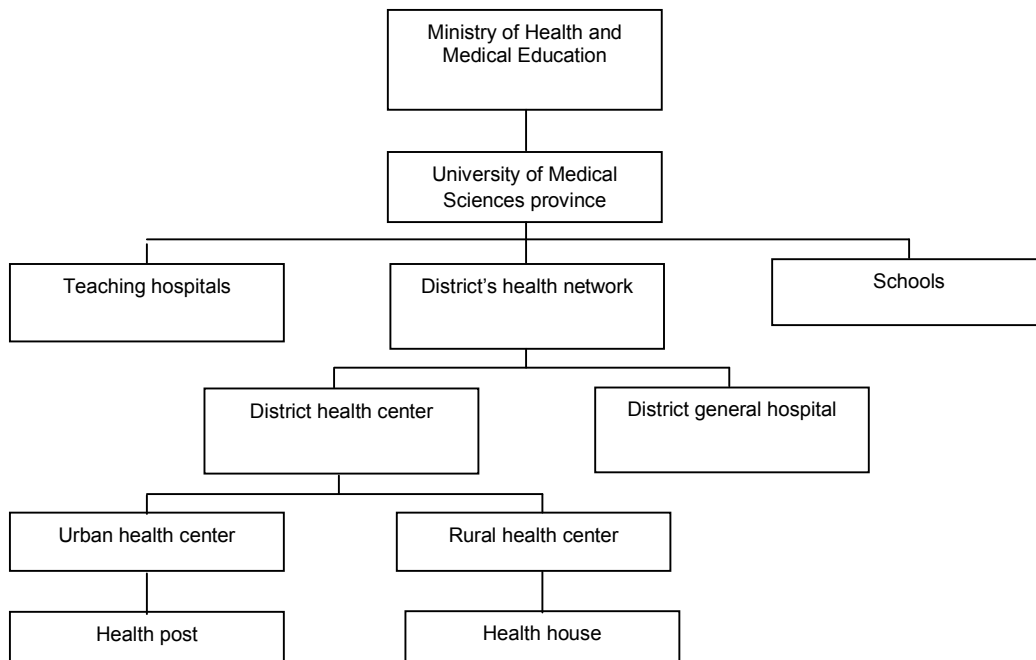 Ministry of Health and
Medical Education
University of Medical
Sciences province
Teaching hospitals
District’s health network
Schools
District health center
District general hospital
Urban health center
Rural health center
Health post
Health house